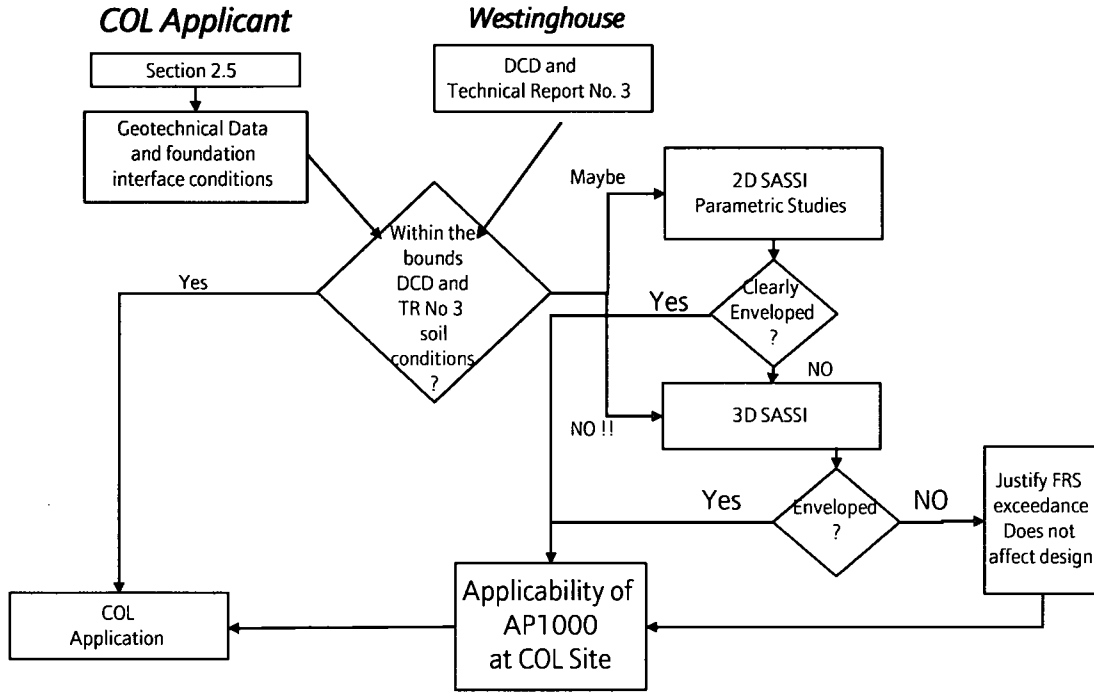 COL Applicant
Westinghouse
Section 2.5
DCD and
Technical Report No. 3
Geotechnical Data
and foundation
interface conditions
Within the
bounds
DCD and
TR No 3
soil
conditions
?
Yes
Maybe
2D SASSI
Parametric Studies
Clearly
Enveloped
?
Yes
NO
NO !!
3D SASSI
Enveloped
?
Yes
NO
Justify FRS
exceedance
Does not
affect design
Applicability of
AP1000
at COL Site
COL
Application